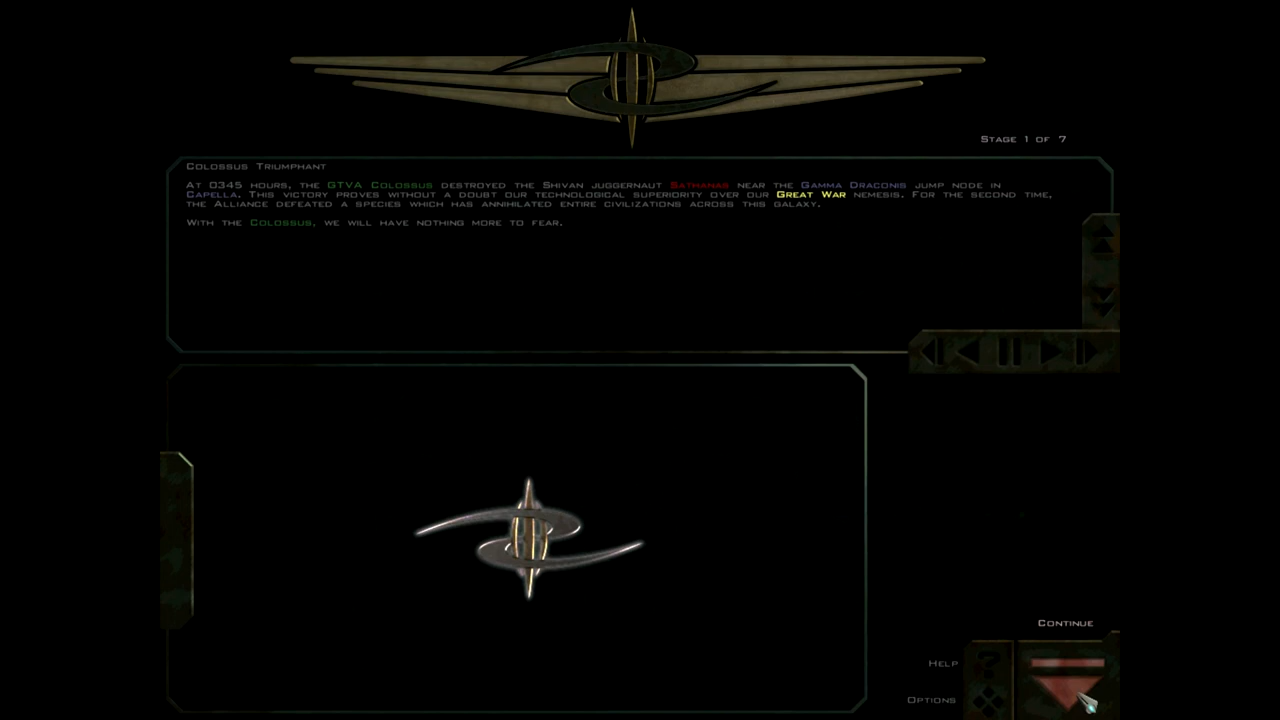 Stage 1 of 7
Colossus Triumphant
At 0345 hours, the GTVA Colossus destroyed the Shivan juggernaut Sathanas near the Gamma Draconis jump node in
Capella. This victory proves without a doubt our technological superiority over our Great War nemesis. For the second time,
the Alliance defeated a species which has annihilated entire civilizations across this galaxy.
With the Colossus, we will have nothing more to fear.
Continue
Help
Options